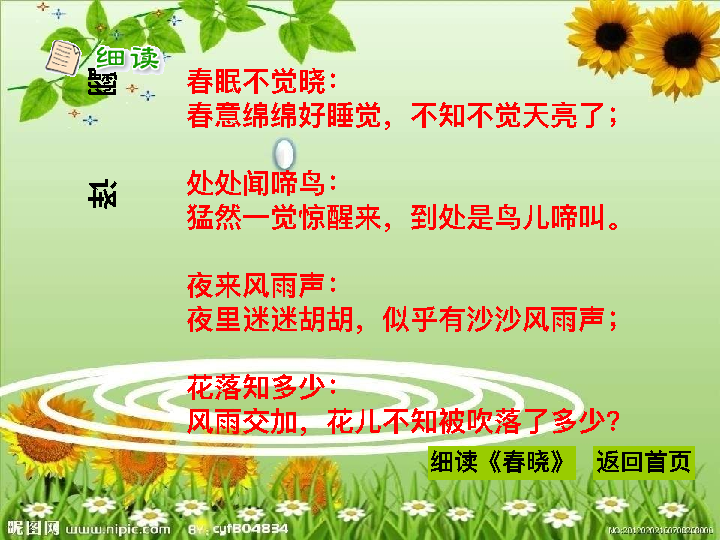 细读
翻译
春眠不觉晓：
春意绵绵好睡觉，不知不觉天亮了；
处处闻啼鸟：
猛然一觉惊醒来，到处是鸟儿啼叫。
夜来风雨声：
夜里迷迷胡胡，似乎有沙沙风雨声；
花落知多少：
风雨交加，花儿不知被吹落了多少？
细读《春晓》
返回首页
昵图网 www.nipic.com BY: cyf804834